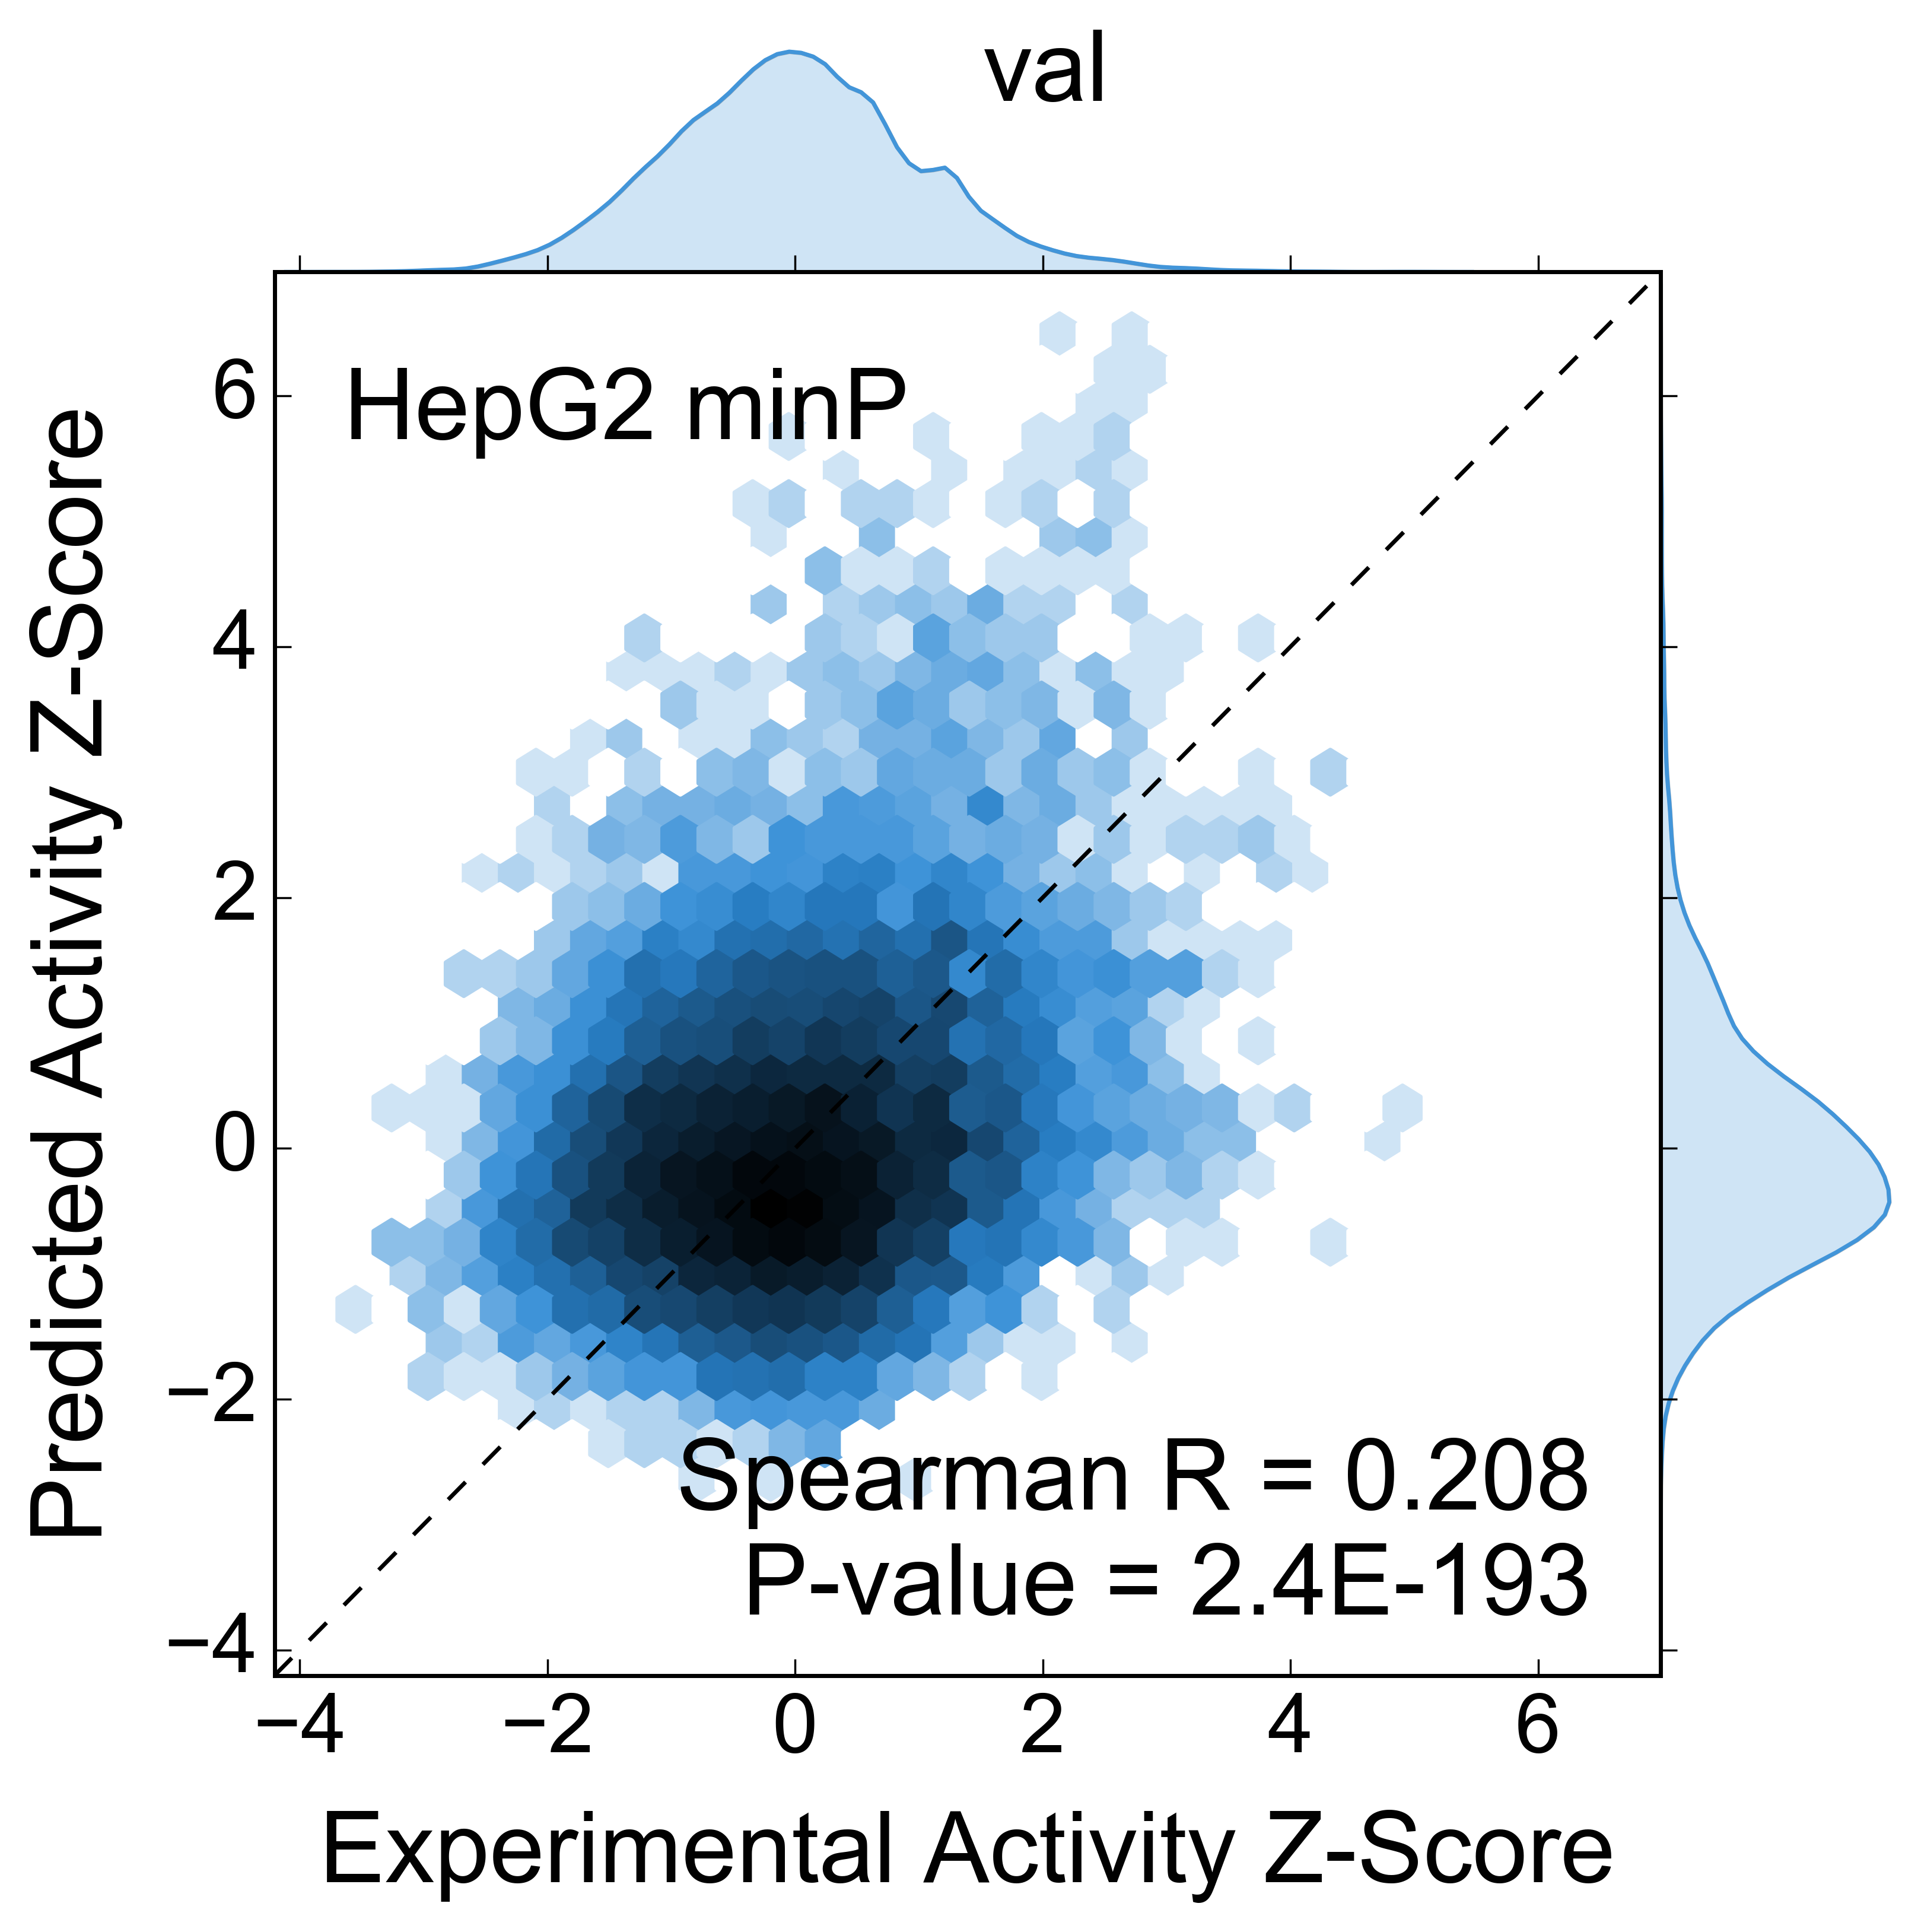 val
HepG2 minP
Predicted Activity Z-Score
6
4
2
0
−2
−4
Spearman R = 0.208
P-value = 2.4E-193
−4 −2 0 2 4 6
Experimental Activity Z-Score